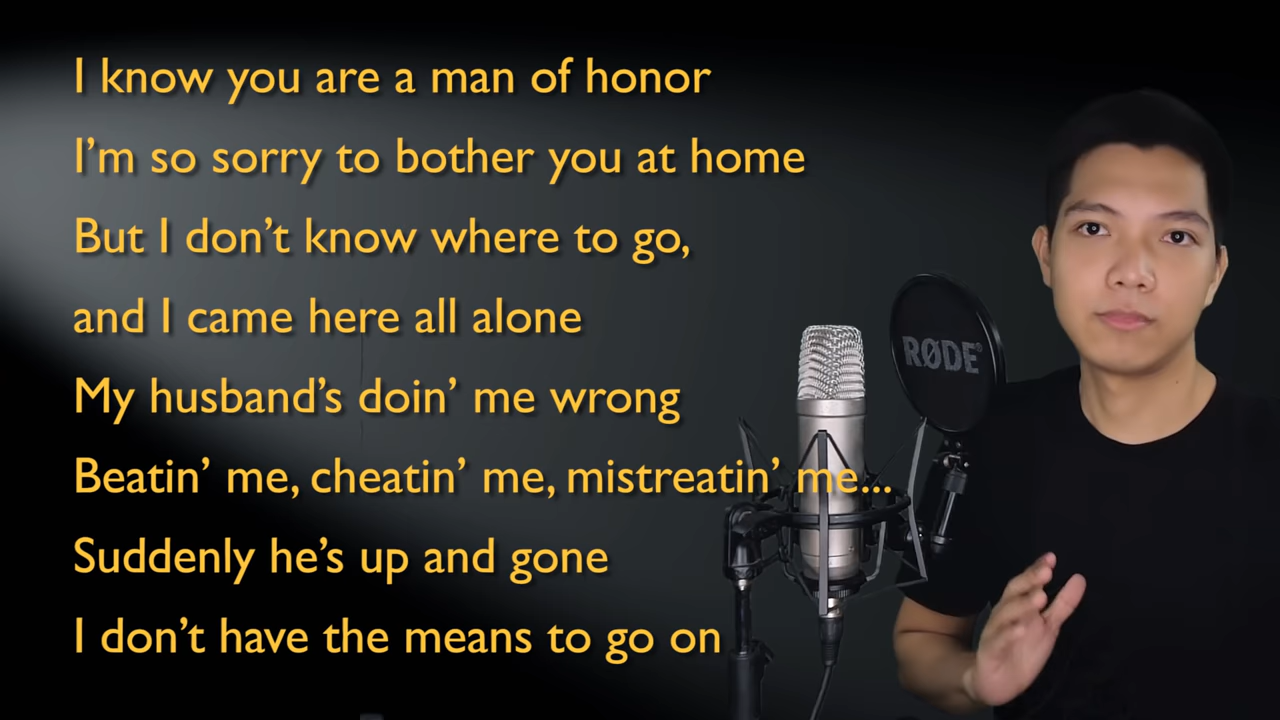 I know you are a man of honor
I'm so sorry to bother you at home
But I don't know where to go,
and I came here all alone
My husband's doin' me wrong
Beatin' me, cheatin' me, mistreatin' me...
Suddenly he's up and gone
I don't have the means to go on
RØDE®